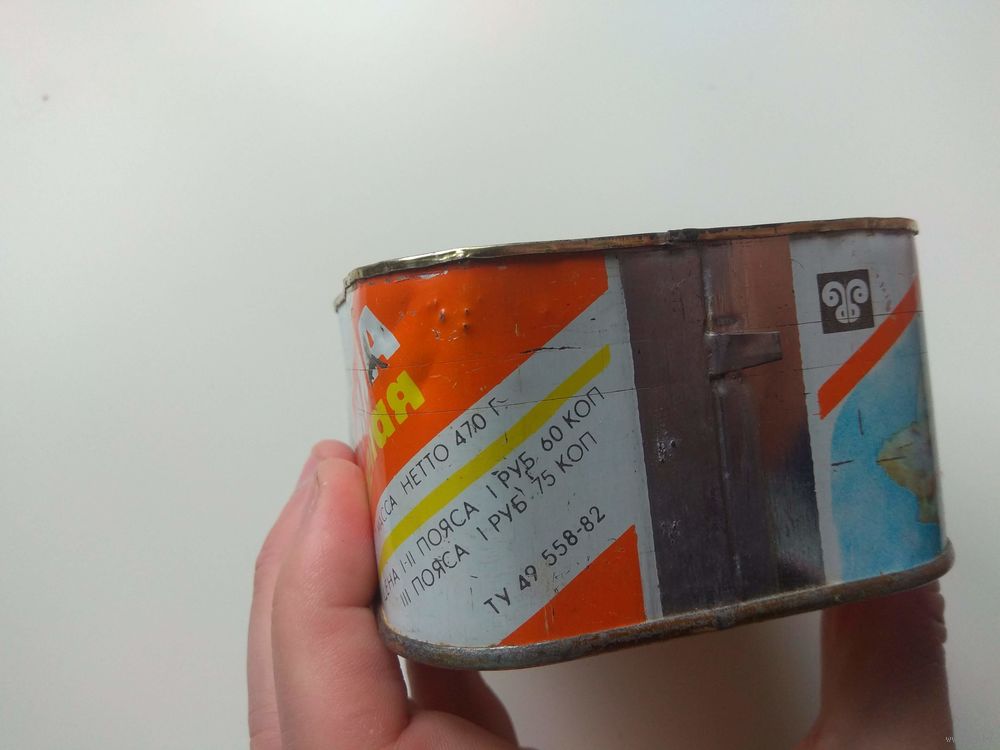 А
ая
МАССА НЕТТО 470 Г
ЦЕНА I-II ПОЯСА 1 РУБ. 60 КОП
III ПОЯСА 1 РУБ. 75 КОП
ТУ 49 558-82